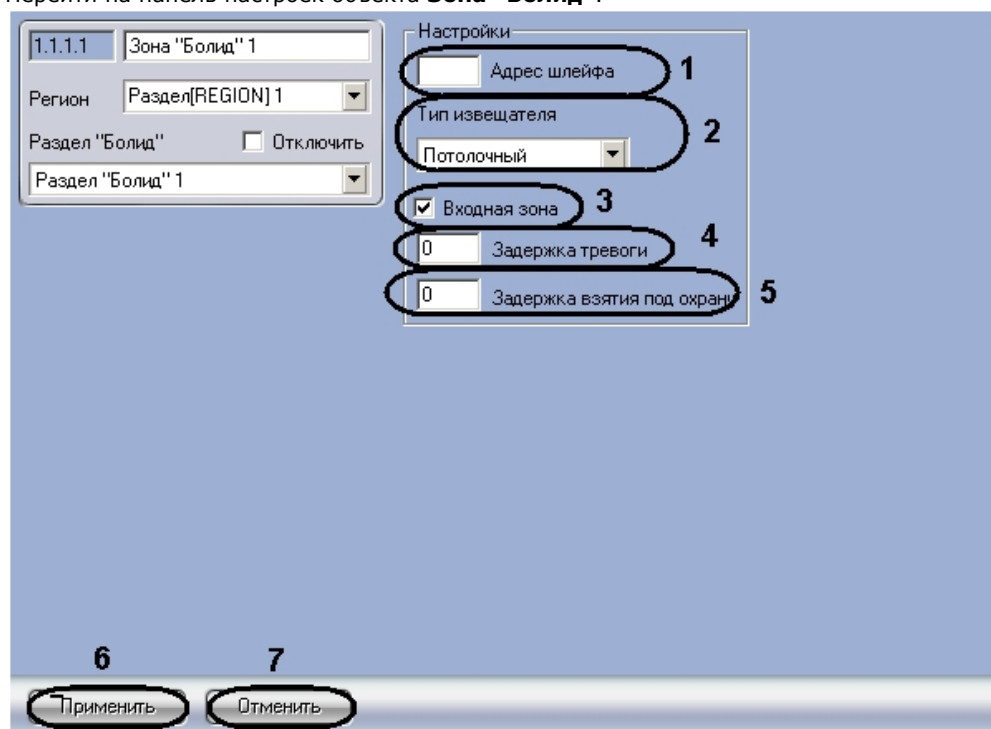 Перейти на панель настроек объекта Зона "Болид".
1.1.1.1 Зона "Болид" 1
Регион Раздел[REGION] 1
Раздел "Болид" Отключить
Раздел "Болид" 1
Настройки
Адрес шлейфа 1
Тип извещателя
Потолочный 2
Входная зона 3
0 Задержка тревоги 4
0 Задержка взятия под охрану 5
6 7
Применить Отменить